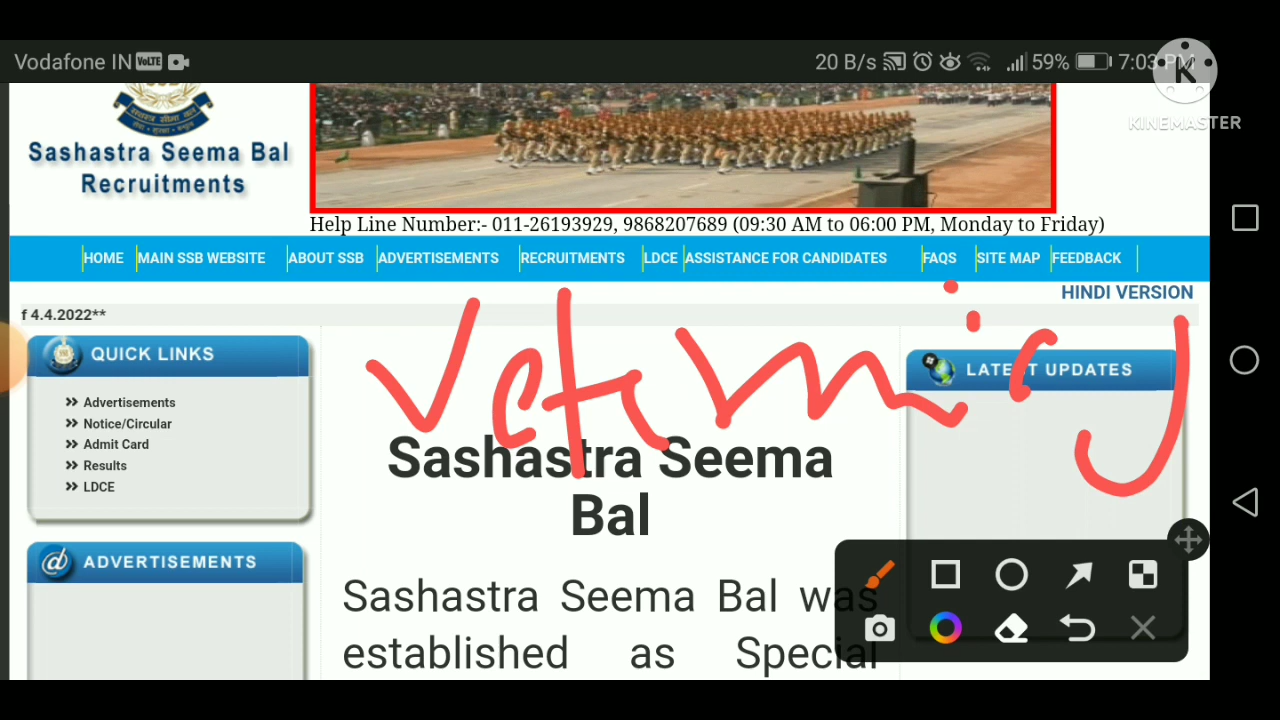 Vodafone IN VoLTE 20 B/s 59% 7:03 PM
K
KINEMASTER
Sashastra Seema Bal
Recruitments
Help Line Number:- 011-26193929, 9868207689 (09:30 AM to 06:00 PM, Monday to Friday)
HOME MAIN SSB WEBSITE ABOUT SSB ADVERTISEMENTS RECRUITMENTS LDCE ASSISTANCE FOR CANDIDATES FAQS SITE MAP FEEDBACK
HINDI VERSION
f 4.4.2022**
QUICK LINKS
Advertisements
Notice/Circular
Admit Card
Results
LDCE
ADVERTISEMENTS
Sashastra Seema
Bal
Sashastra Seema Bal was
established as Special
LATEST UPDATES